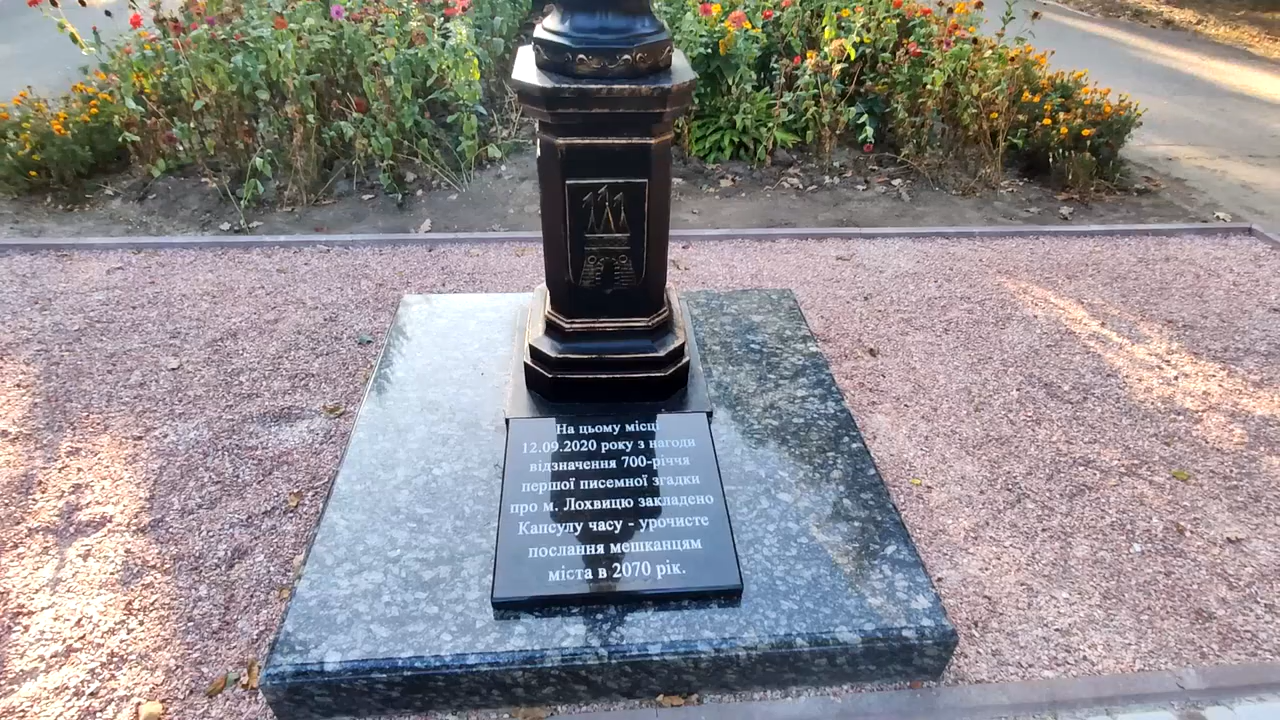 На цьому місці
12.09.2020 року з нагоди
відзначення 700-річчя
першої писемної згадки
про м. Лохвицю закладено
Капсулу часу - урочисте
послання мешканцям
міста в 2070 рік.